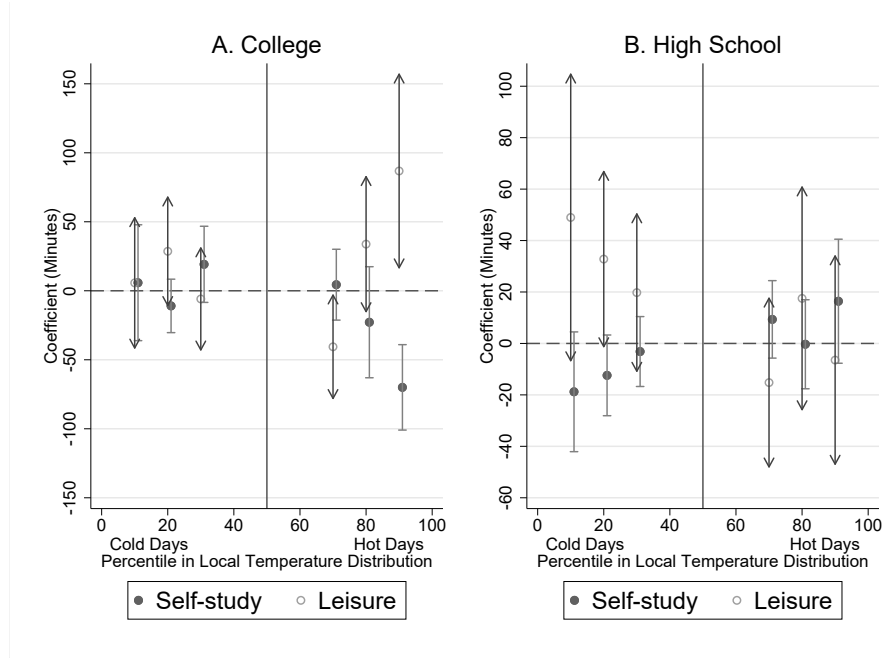 A. College
Coefficient (Minutes)
150
100
50
0
-50
-100
-150
0 20 40 60 80 100
Cold Days Hot Days
Percentile in Local Temperature Distribution
Self-study Leisure
B. High School
Coefficient (Minutes)
100
80
60
40
20
0
-20
-40
-60
0 20 40 60 80 100
Cold Days Hot Days
Percentile in Local Temperature Distribution
Self-study Leisure